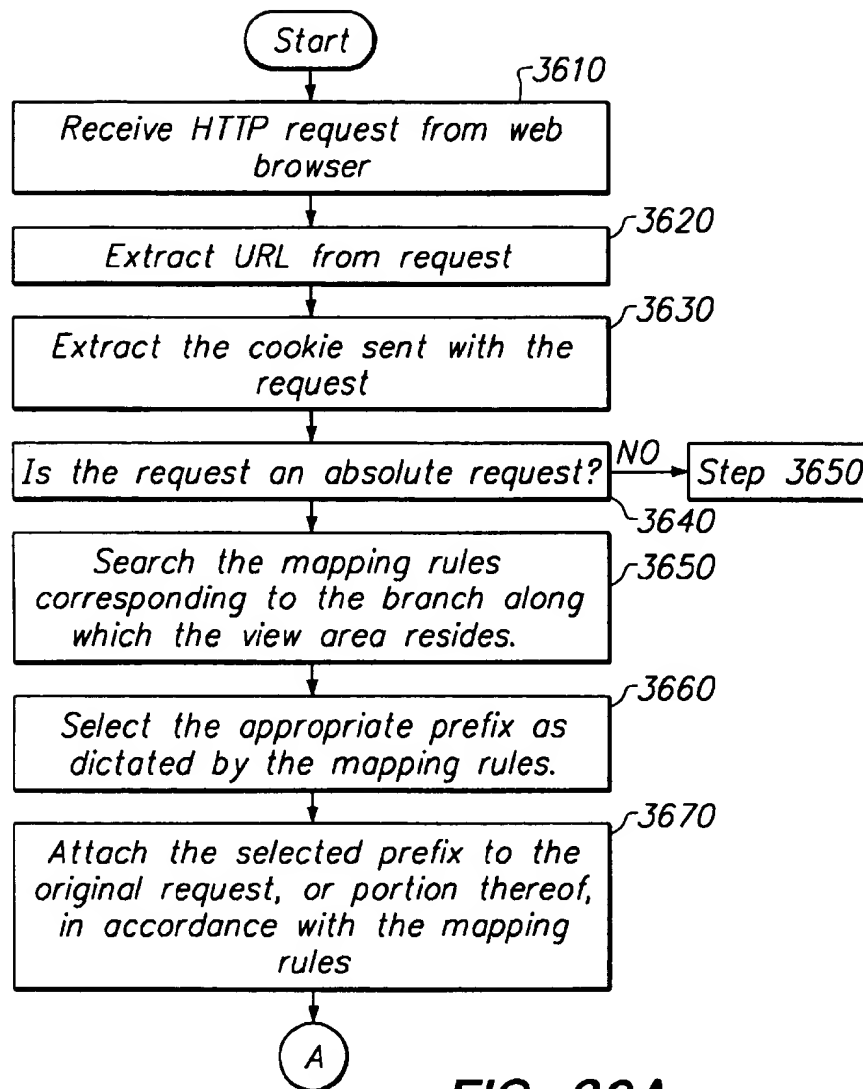 Start
3610
Receive HTTP request from web
browser
3620
Extract URL from request
3630
Extract the cookie sent with the
request
Is the request an absolute request?
NO
Step 3650
3640
Search the mapping rules
corresponding to the branch along
which the view area resides.
3650
3660
Select the appropriate prefix as
dictated by the mapping rules.
3670
Attach the selected prefix to the
original request, or portion thereof,
in accordance with the mapping
rules
A